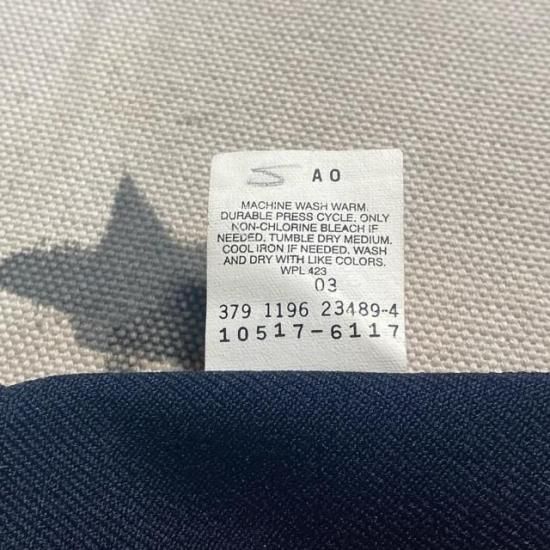 A0
MACHINE WASH WARM.
DURABLE PRESS CYCLE. ONLY
NON-CHLORINE BLEACH IF
NEEDED. TUMBLE DRY MEDIUM.
COOL IRON IF NEEDED. WASH
AND DRY WITH LIKE COLORS.
WPL 423
03
379 1196 23489-4
10517-6117